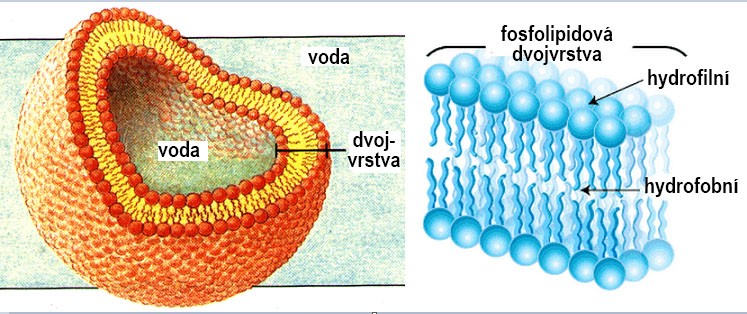 voda
voda
dvoj-
vrstva
fosfolipidová
dvojvrstva
hydrofilní
hydrofobní